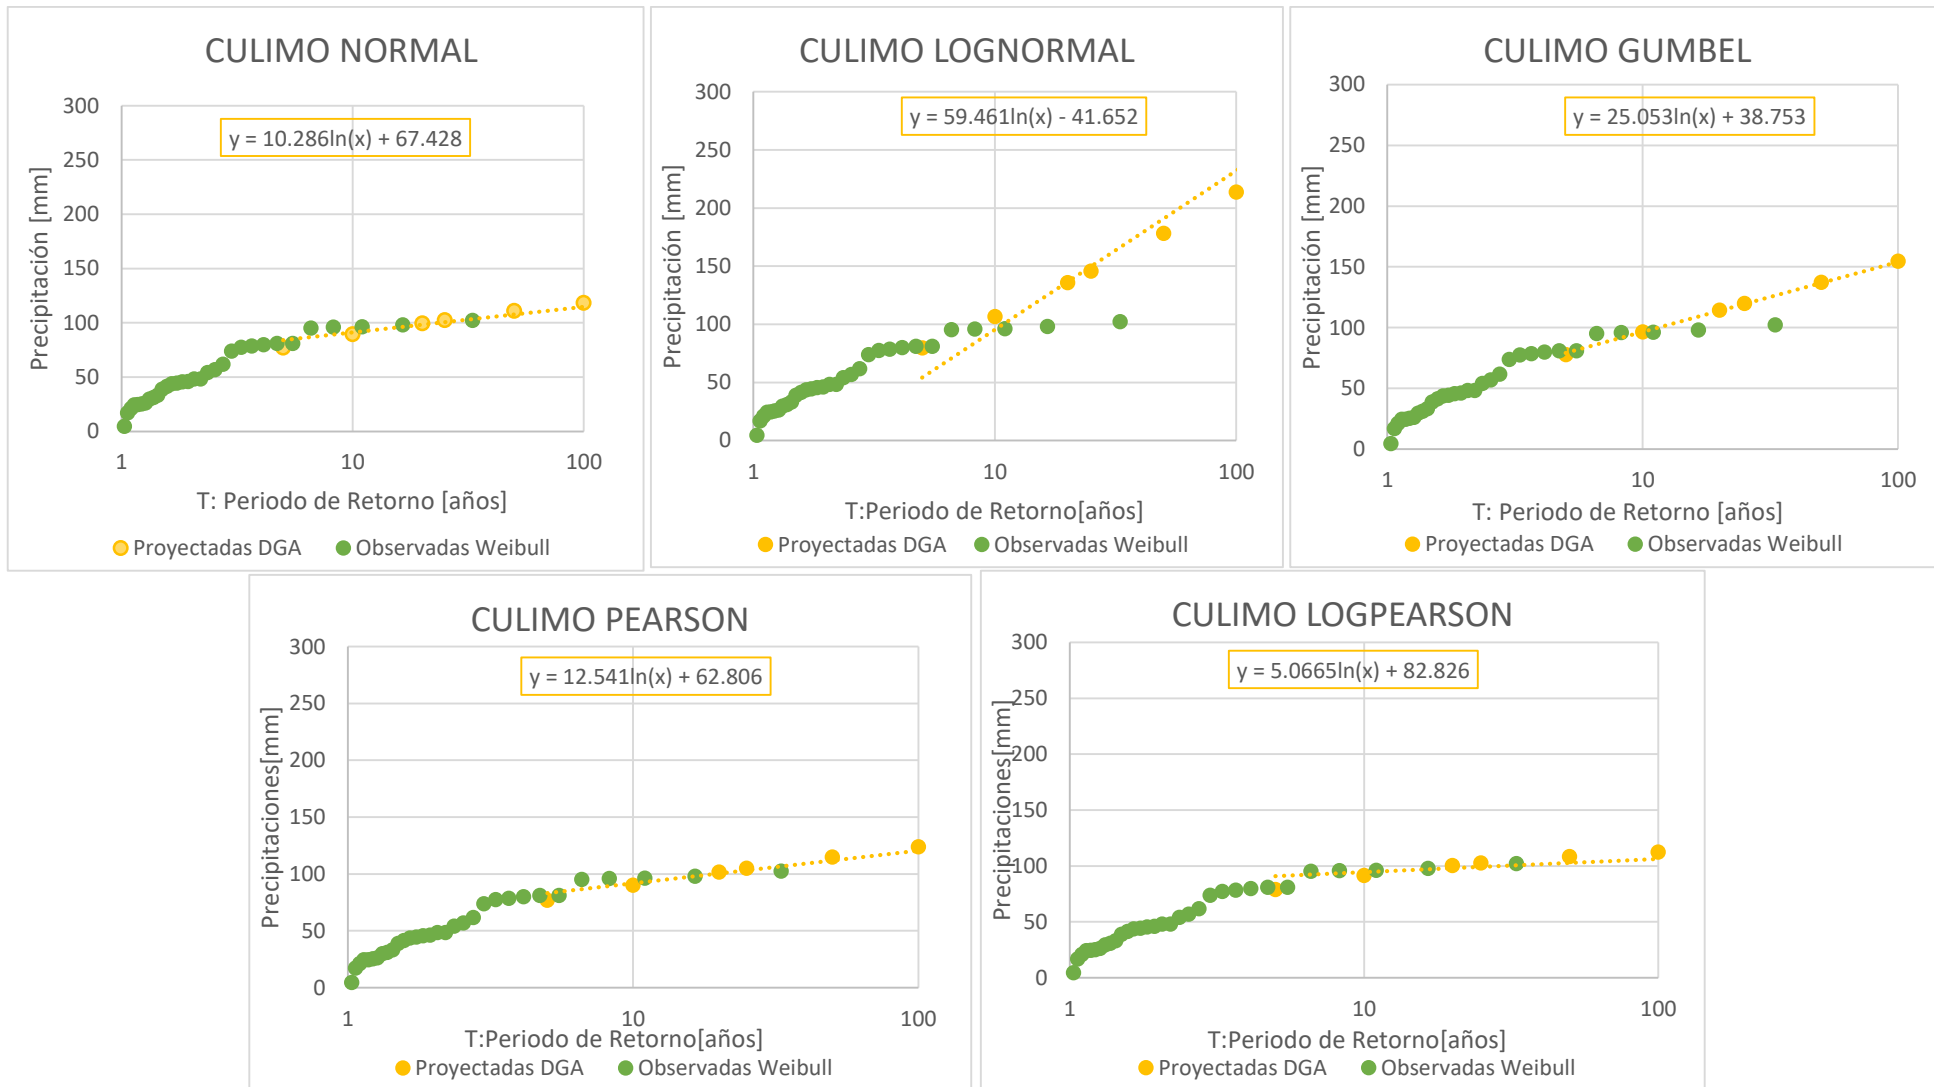 CULIMO NORMAL
y = 10.286ln(x) + 67.428
Precipitación [mm]
300
250
200
150
100
50
0
1 10 100
T: Periodo de Retorno [años]
Proyectadas DGA Observadas Weibull
CULIMO LOGNORMAL
y = 59.461ln(x) - 41.652
Precipitación [mm]
300
250
200
150
100
50
0
1 10 100
T:Periodo de Retorno[años]
Proyectadas DGA Observadas Weibull
CULIMO GUMBEL
y = 25.053ln(x) + 38.753
Precipitación [mm]
300
250
200
150
100
50
0
1 10 100
T: Periodo de Retorno [años]
Proyectadas DGA Observadas Weibull
CULIMO PEARSON
y = 12.541ln(x) + 62.806
Precipitaciones[mm]
300
250
200
150
100
50
0
1 10 100
T:Periodo de Retorno[años]
Proyectadas DGA Observadas Weibull
CULIMO LOGPEARSON
y = 5.0665ln(x) + 82.826
Precipitaciones[mm]
300
250
200
150
100
50
0
1 10 100
T:Periodo de Retorno[años]
Proyectadas DGA Observadas Weibull